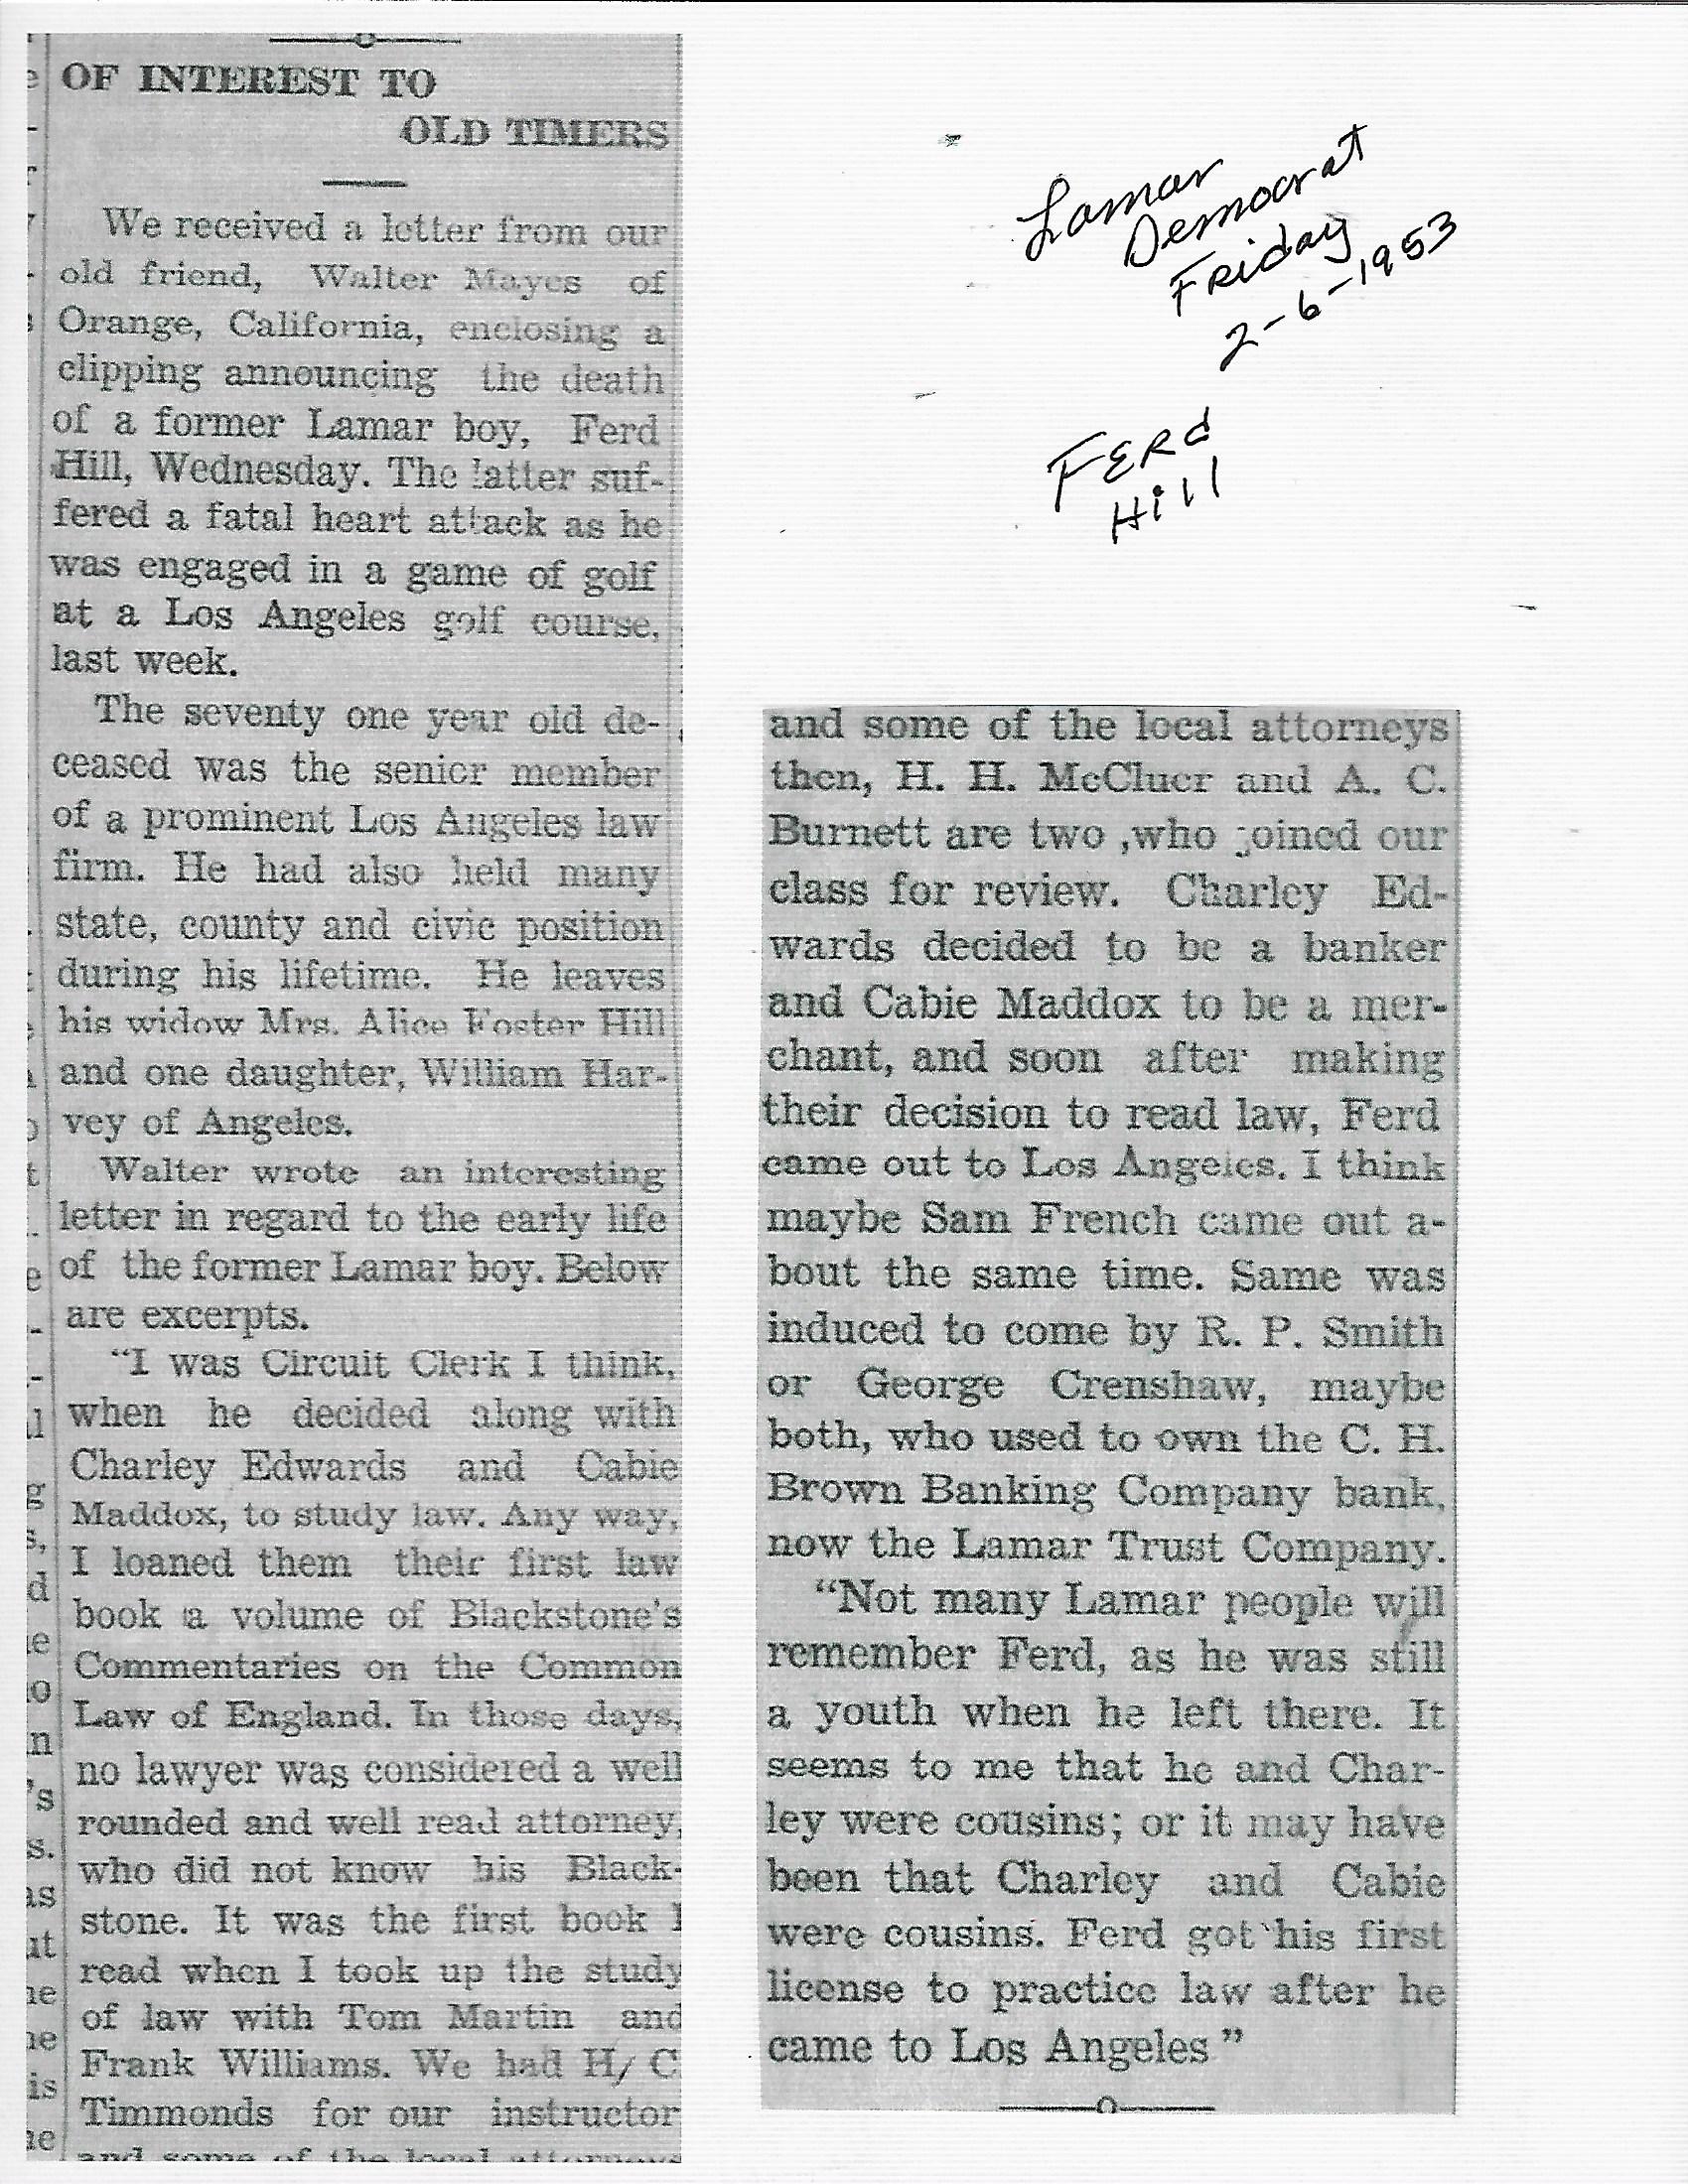 OF INTEREST TO
OLD TIMERS
We received a letter from our
old friend, Walter Mayes of
Orange, California, enclosing a
clipping announcing the death
of a former Lamar boy, Ferd
Hill, Wednesday. The latter suf-
fered a fatal heart attack as he
was engaged in a game of golf
at a Los Angeles golf course,
last week.
The seventy one year old de-
ceased was the senior member
of a prominent Los Angeles law
firm. He had also held many
state, county and civic position
during his lifetime. He leaves
his widow Mrs. Alice Foster Hill
and one daughter, William Har-
vey of Angeles.
Walter wrote an interesting
letter in regard to the early life
of the former Lamar boy. Below
are excerpts.
"I was Circuit Clerk I think,
when he decided along with
Charley Edwards and Cabie
Maddox, to study law. Any way,
I loaned them their first law
book a volume of Blackstone's
Commentaries on the Common
Law of England. In those days,
no lawyer was considered a well
rounded and well read attorney,
who did not know his Black-
stone. It was the first book I
read when I took up the study
of law with Tom Martin and
Frank Williams. We had H/ C
Timmonds for our instructor
and some of the local attorneys
Lamar
Democrat
Friday
2-6-1953
FERd
Hill
and some of the local attorneys
then, H. H. McCluer and A. C.
Burnett are two ,who joined our
class for review. Charley Ed-
wards decided to be a banker
and Cabie Maddox to be a mer-
chant, and soon after making
their decision to read law, Ferd
came out to Los Angeles. I think
maybe Sam French came out a-
bout the same time. Same was
induced to come by R. P. Smith
or George Crenshaw, maybe
both, who used to own the C. H.
Brown Banking Company bank,
now the Lamar Trust Company.
"Not many Lamar people will
remember Ferd, as he was still
a youth when he left there. It
seems to me that he and Char-
ley were cousins; or it may have
been that Charley and Cabie
were cousins. Ferd got his first
license to practice law after he
came to Los Angeles"